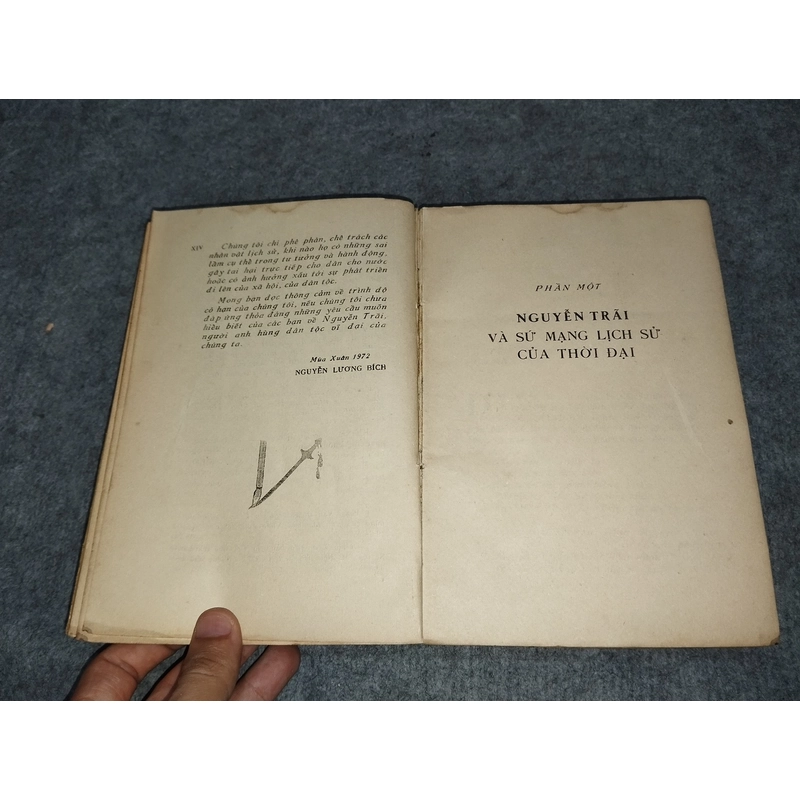 XIV
Chúng tôi chỉ phê phán, chê trách các
nhân vật lịch sử, khi nào họ có những sai
lầm cụ thể trong tư tưởng và hành động,
gây tai hại trực tiếp cho dân cho nước
hoặc có ảnh hưởng xấu tới sự phát triển
đi lên của xã hội, của dân tộc.
Mong bạn đọc thông cảm về trình độ
có hạn của chúng tôi, nếu chúng tôi chưa
đáp ứng thỏa đáng những yêu cầu muốn
hiểu biết của các bạn về Nguyễn Trãi,
người anh hùng dân tộc vĩ đại của
chúng ta.
Mùa Xuân 1972
NGUYỄN LƯƠNG BÍCH
PHẦN MỘT
NGUYỄN TRÃI
VÀ SỨ MẠNG LỊCH SỬ
CỦA THỜI ĐẠI